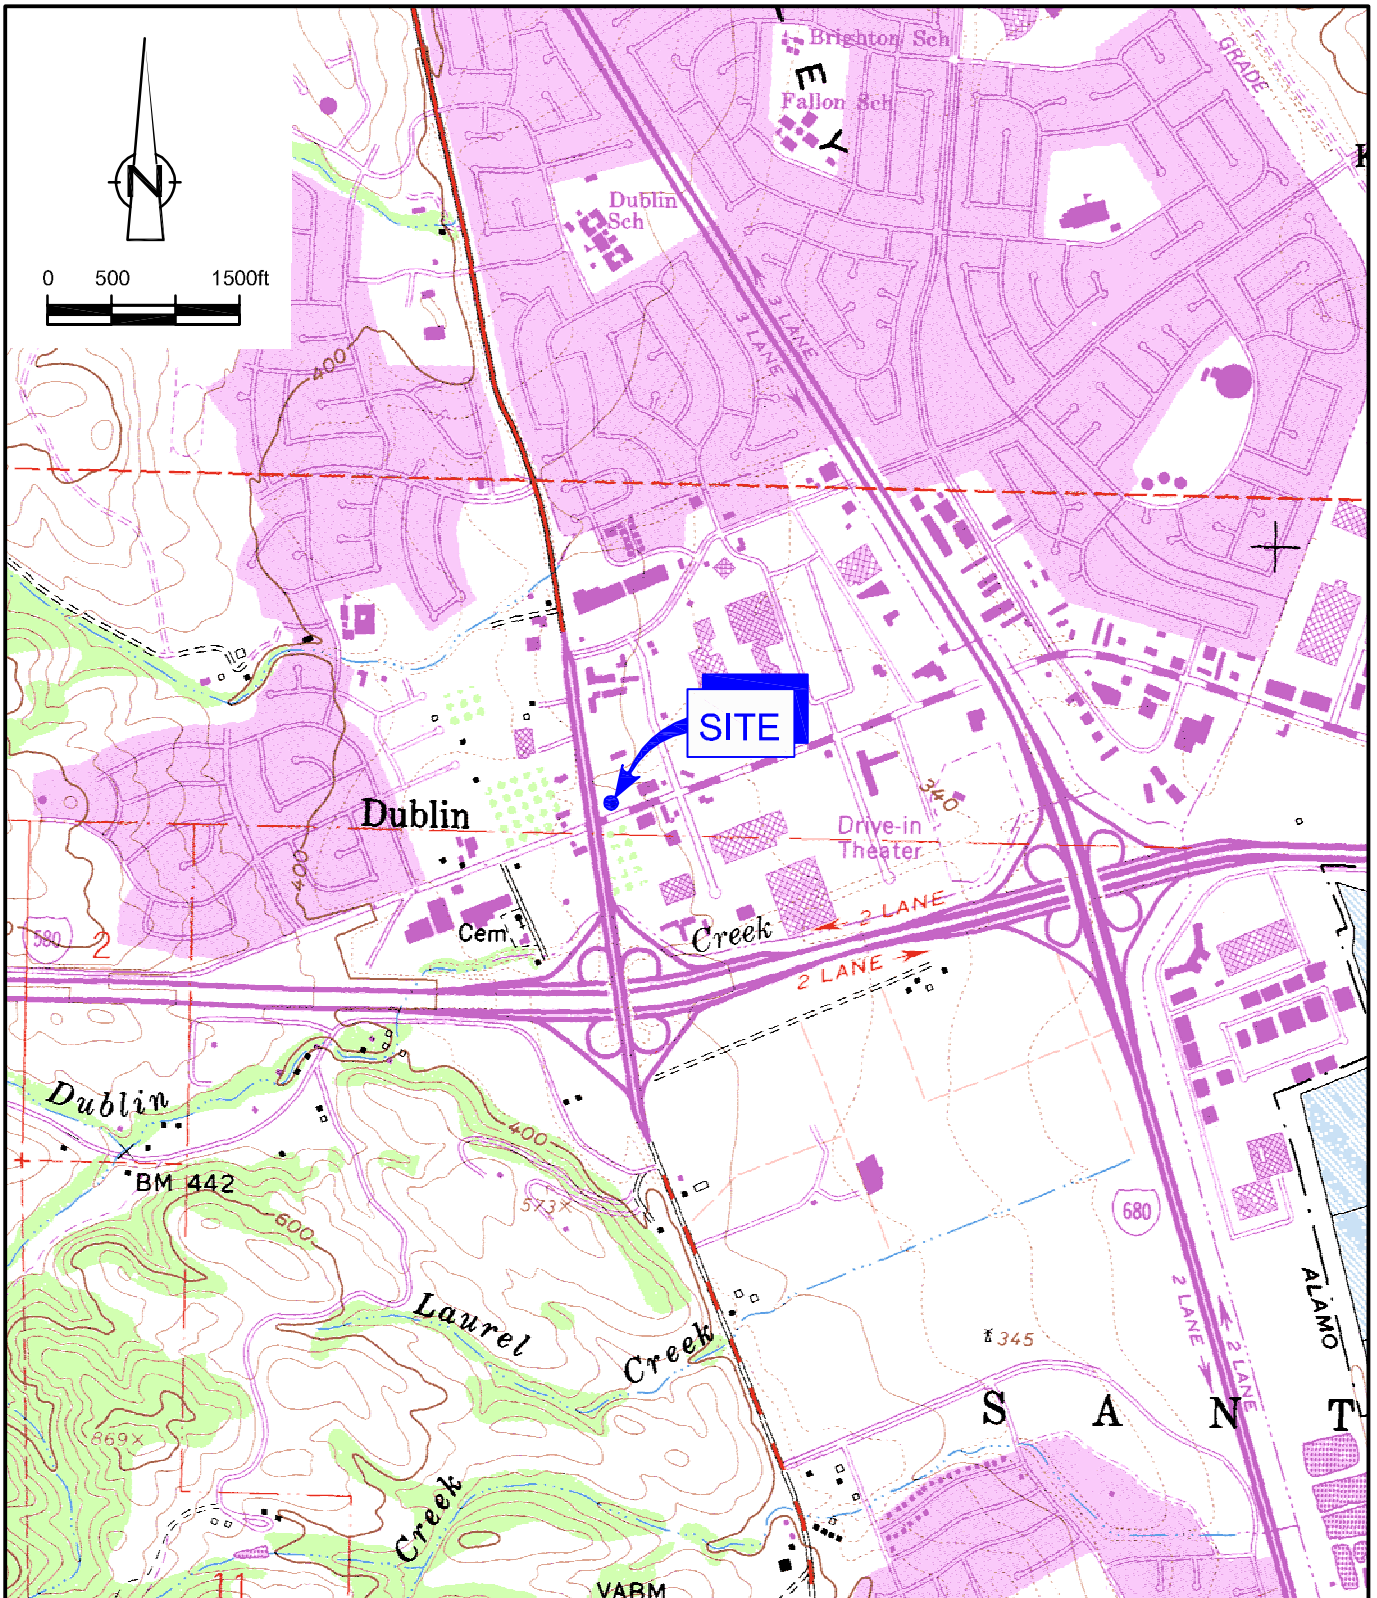 Brighton Sch
E
GRADE
Fallon Sch
Y
N
Dublin
Sch
0 500 1500ft
3 LANE
3 LANE
400
SITE
340
Dublin
Drive-in
Theater
400
2 LANE
580
2
Cem
Creek
2 LANE
Dublin
400
BM 442
573×
680
600
ALAMO
Laurel
2 LANE
2 LANE
345
Creek
S A N T
869×
Creek
11
VABM